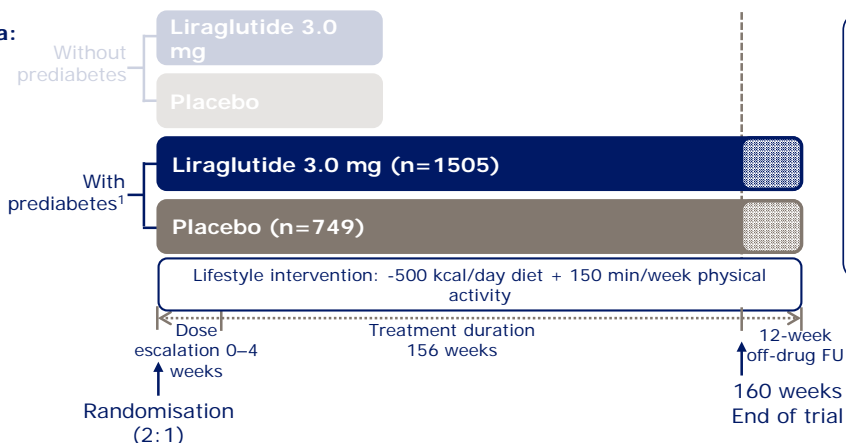 a:
Without
prediabetes
Liraglutide 3.0
mg
Placebo
With
prediabetes¹
Liraglutide 3.0 mg (n=1505)
Placebo (n=749)
Lifestyle intervention: -500 kcal/day diet + 150 min/week physical
activity
Dose
escalation 0–4
weeks
Treatment duration
156 weeks
12-week
off-drug FU
Randomisation
(2:1)
160 weeks
End of trial